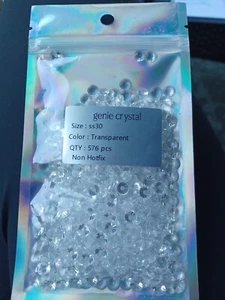 genie crystal
Size : ss30
Color : Transparent
QTY : 576 pcs
Non Hotfix